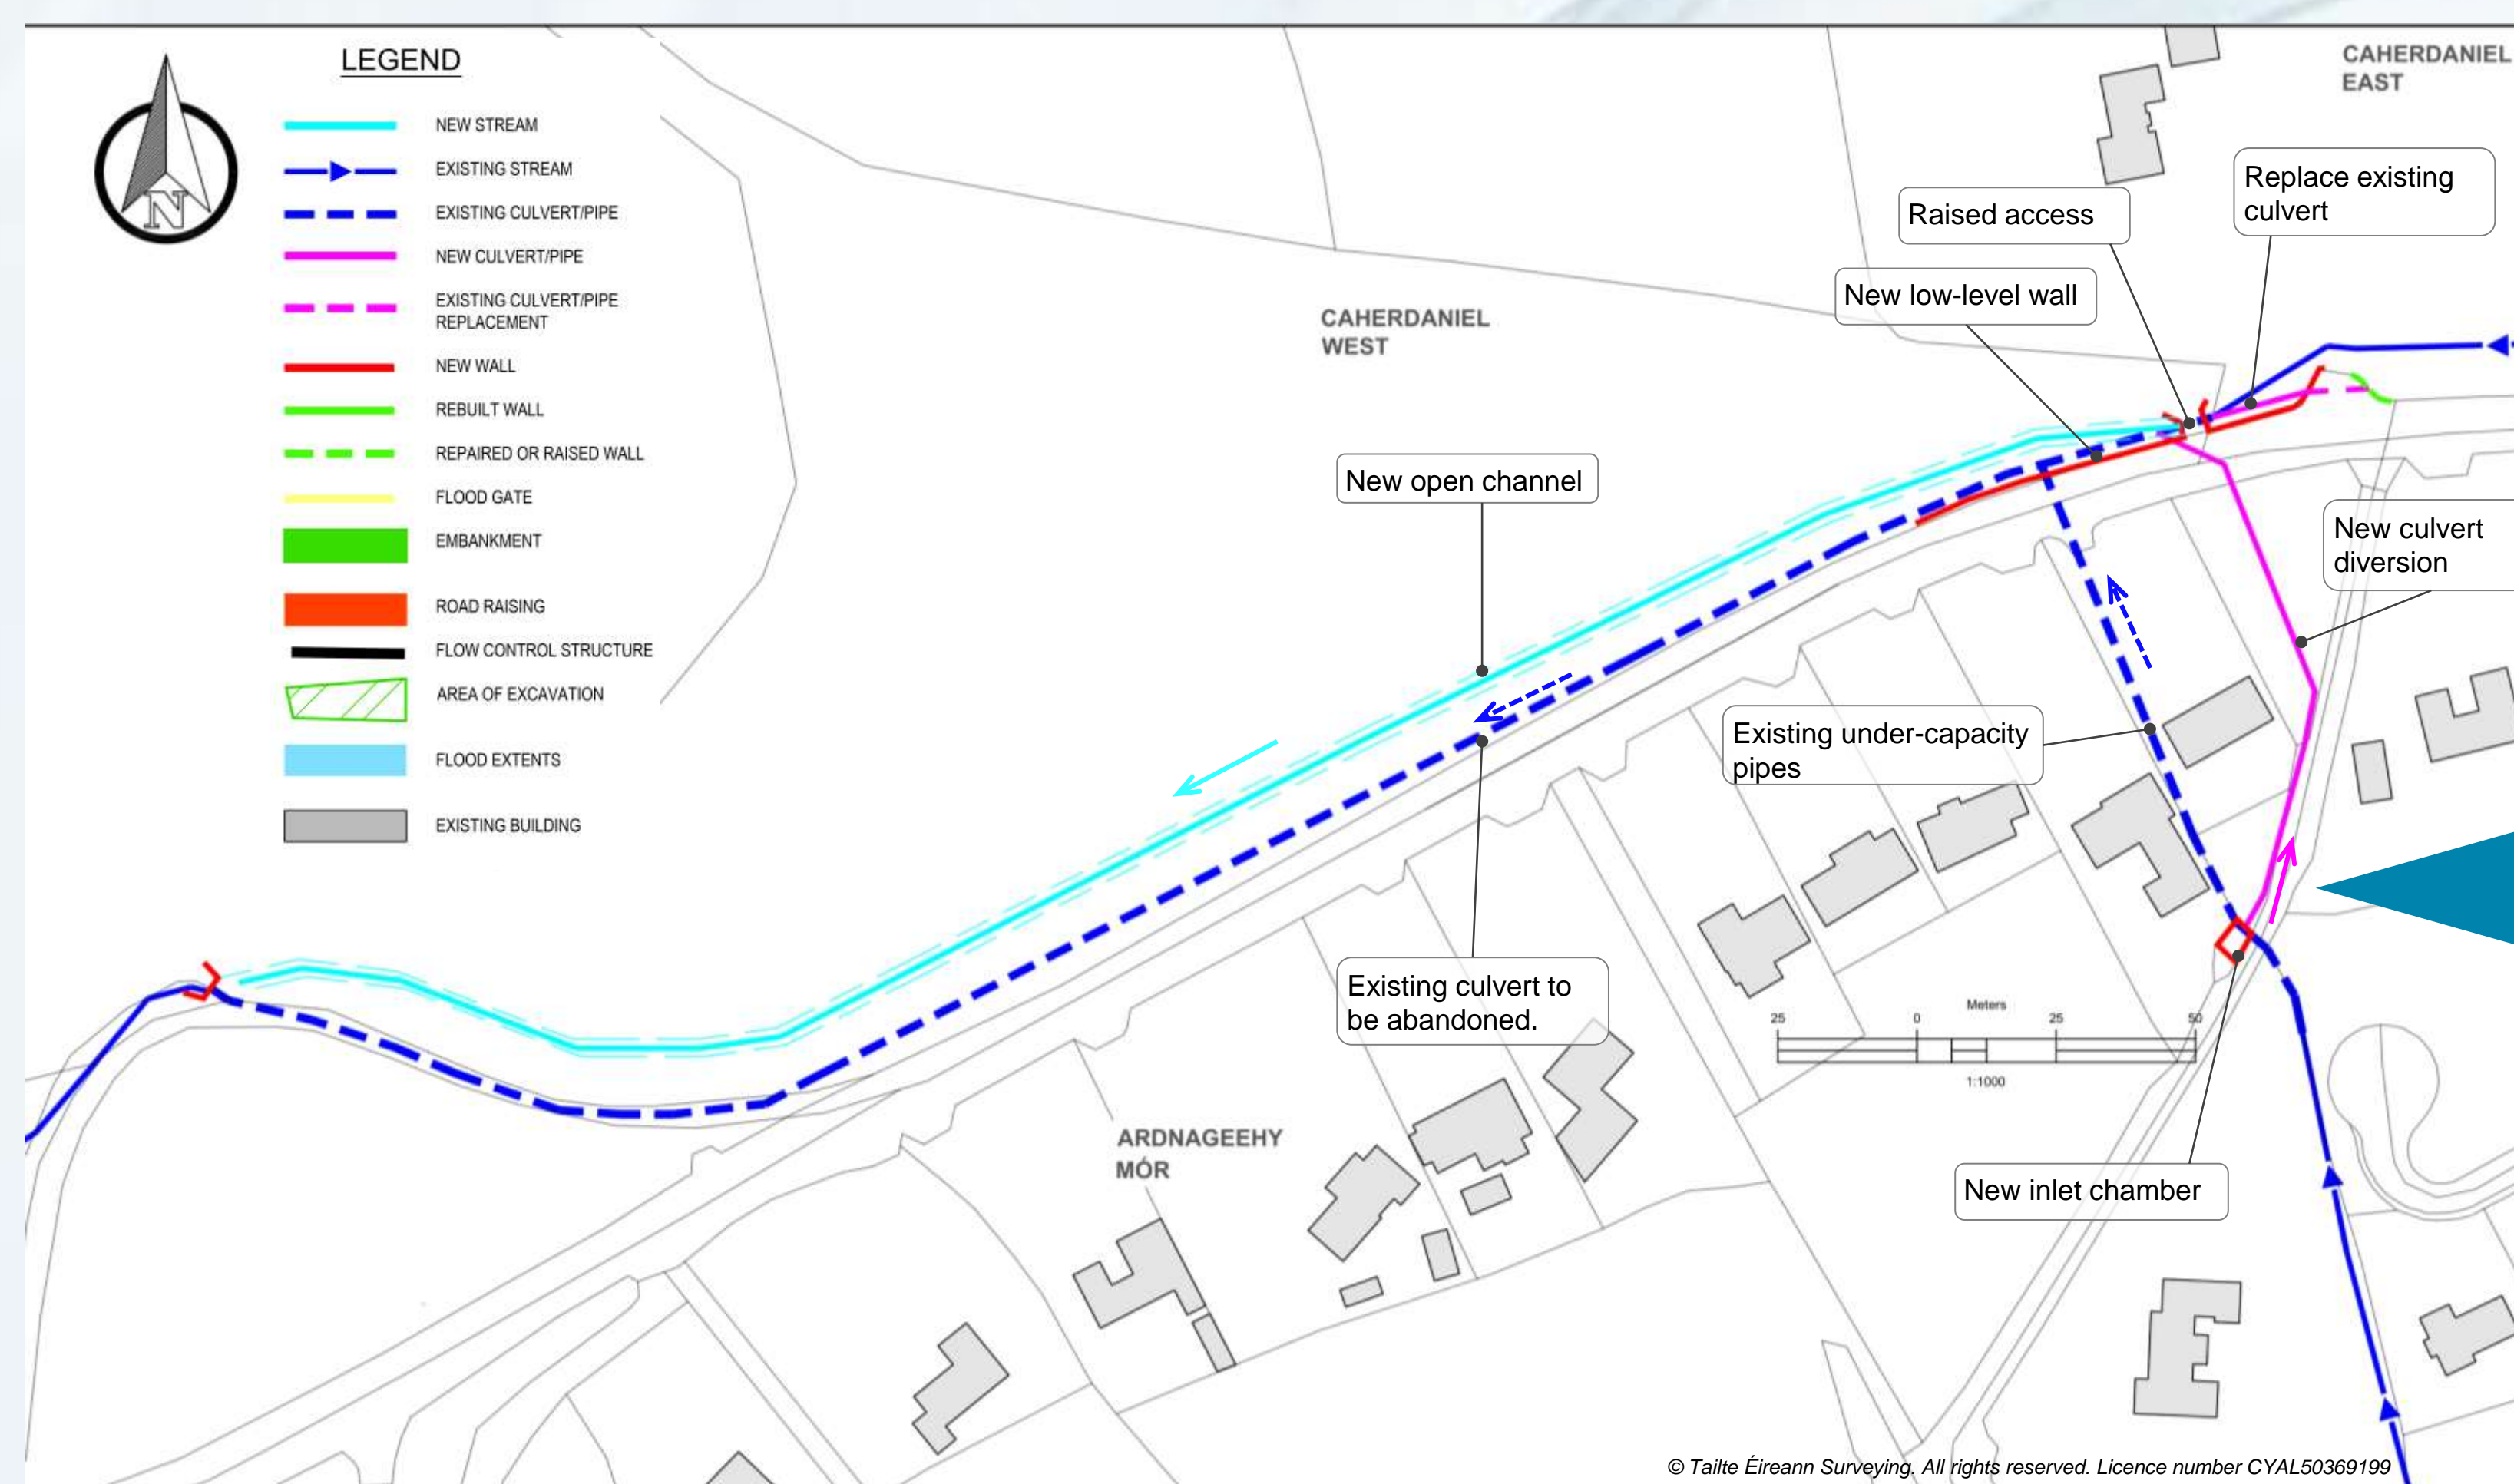 LEGEND
N
NEW STREAM
EXISTING STREAM
EXISTING CULVERT/PIPE
NEW CULVERT/PIPE
EXISTING CULVERT/PIPE
REPLACEMENT
NEW WALL
REBUILT WALL
REPAIRED OR RAISED WALL
FLOOD GATE
EMBANKMENT
ROAD RAISING
FLOW CONTROL STRUCTURE
AREA OF EXCAVATION
FLOOD EXTENTS
EXISTING BUILDING
CAHERDANIEL
EAST
Replace existing
culvert
Raised access
New low-level wall
CAHERDANIEL
WEST
New open channel
New culvert
diversion
Existing under-capacity
pipes
Existing culvert to
be abandoned.
Meters
25 0 25 50
1:1000
ARDNAGEEHY
MÓR
New inlet chamber
© Tailte Éireann Surveying. All rights reserved. Licence number CYAL50369199